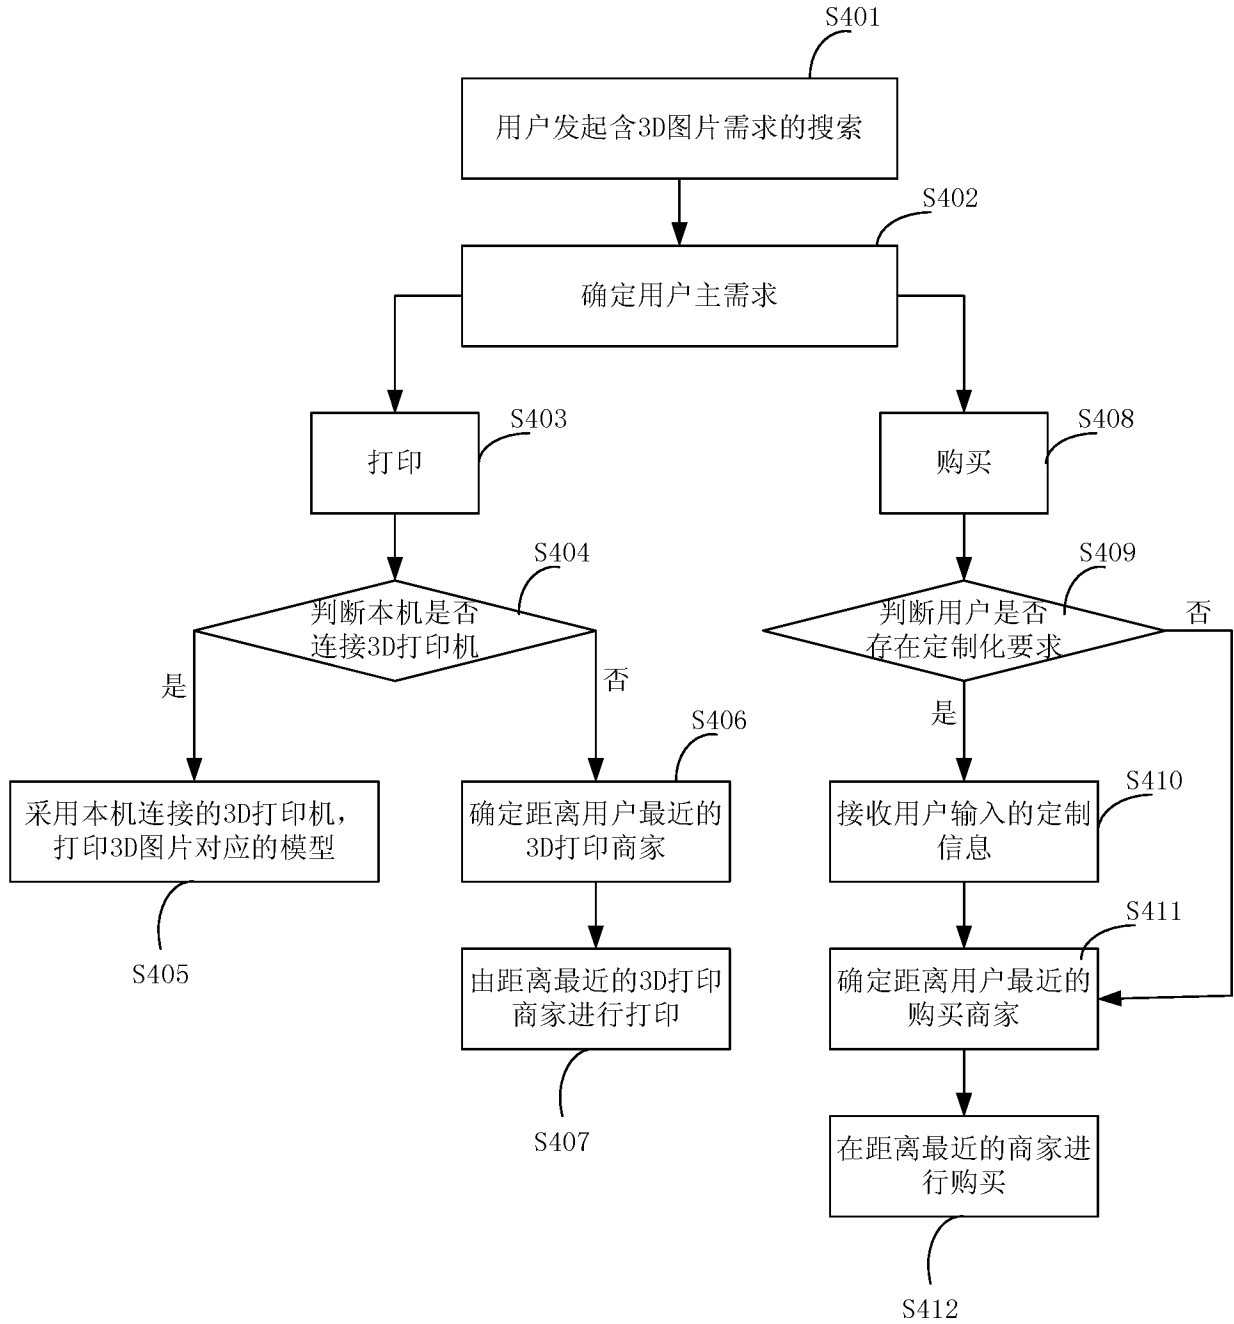 S401
用户发起含3D图片需求的搜索
S402
确定用户主需求
S403
打印
S408
购买
S404
判断本机是否
连接3D打印机
S409
判断用户是否
存在定制化要求
否
是
否
是
S406
采用本机连接的3D打印机，
打印3D图片对应的模型
确定距离用户最近的
3D打印商家
S410
接收用户输入的定制
信息
S405
S411
由距离最近的3D打印
商家进行打印
确定距离用户最近的
购买商家
S407
在距离最近的商家进
行购买
S412